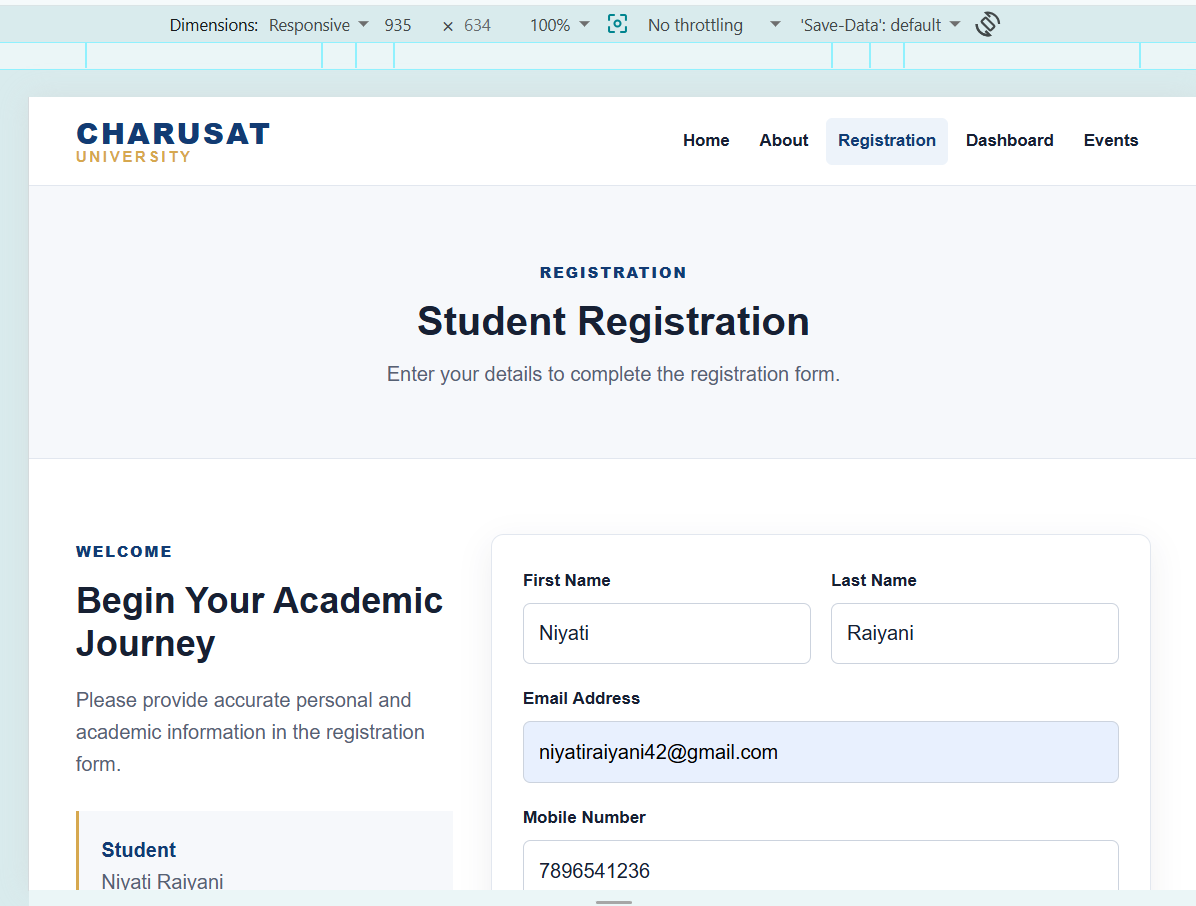 Dimensions: Responsive 935 × 634 100% No throttling 'Save-Data': default
CHARUSAT
UNIVERSITY
Home About Registration Dashboard Events
REGISTRATION
Student Registration
Enter your details to complete the registration form.
WELCOME
Begin Your Academic
Journey
Please provide accurate personal and
academic information in the registration
form.
Student
Niyati Raiyani
First Name Last Name
Niyati Raiyani
Email Address
niyatiraiyani42@gmail.com
Mobile Number
7896541236